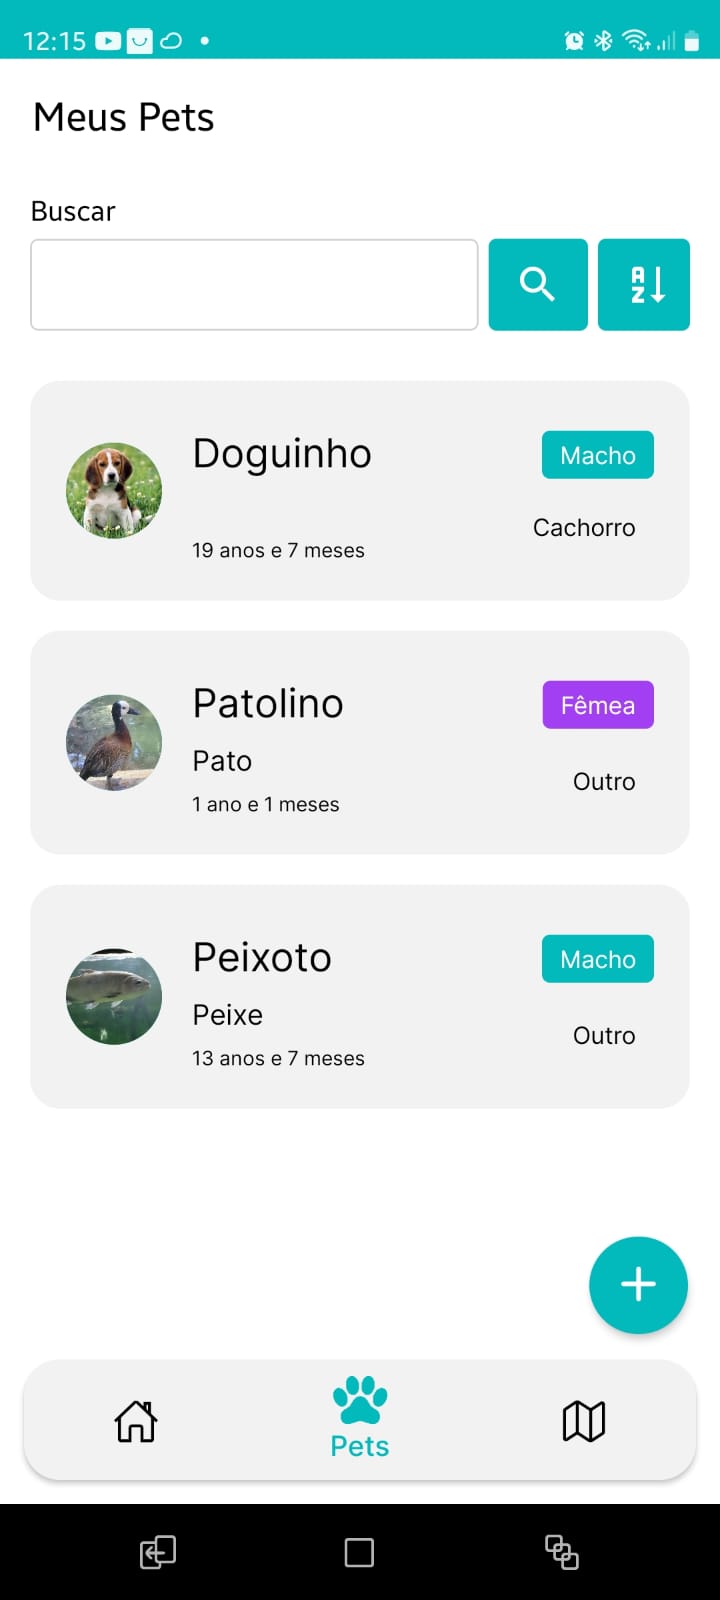 12:15
Meus Pets
Buscar
A
Z
Doguinho
Macho
Cachorro
19 anos e 7 meses
Patolino
Fêmea
Pato
Outro
1 ano e 1 meses
Peixoto
Macho
Peixe
Outro
13 anos e 7 meses
Pets